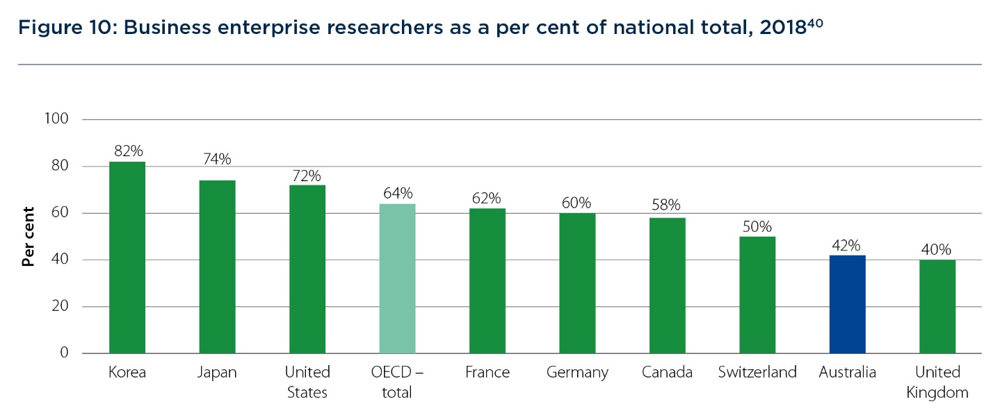 Figure 10: Business enterprise researchers as a per cent of national total, 2018⁴⁰
Per cent
100
80
60
40
20
0
82%
74%
72%
64%
62%
60%
58%
50%
42%
40%
Korea
Japan
United
States
OECD –
total
France
Germany
Canada
Switzerland
Australia
United
Kingdom